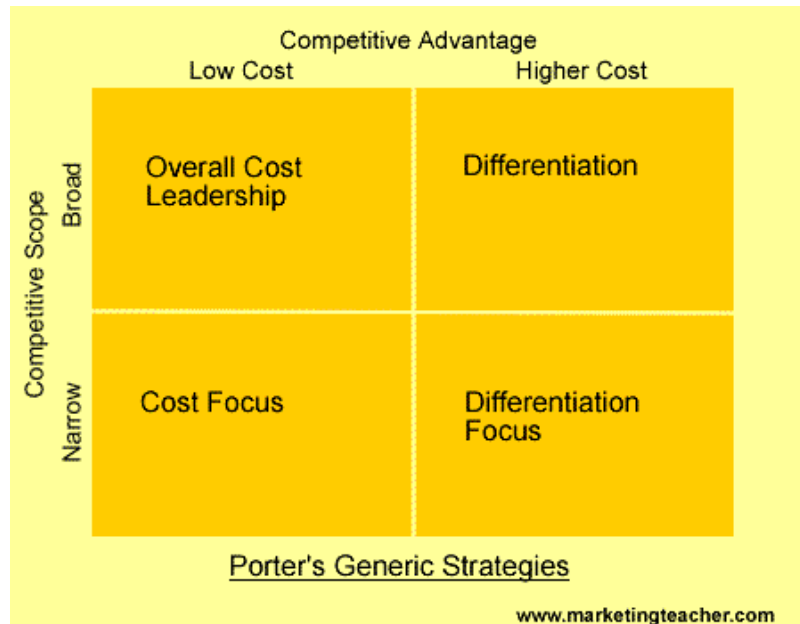 Competitive Advantage
Low Cost Higher Cost
Competitive Scope
Broad
Overall Cost
Leadership
Differentiation
Narrow
Cost Focus
Differentiation
Focus
Porter's Generic Strategies
www.marketingteacher.com